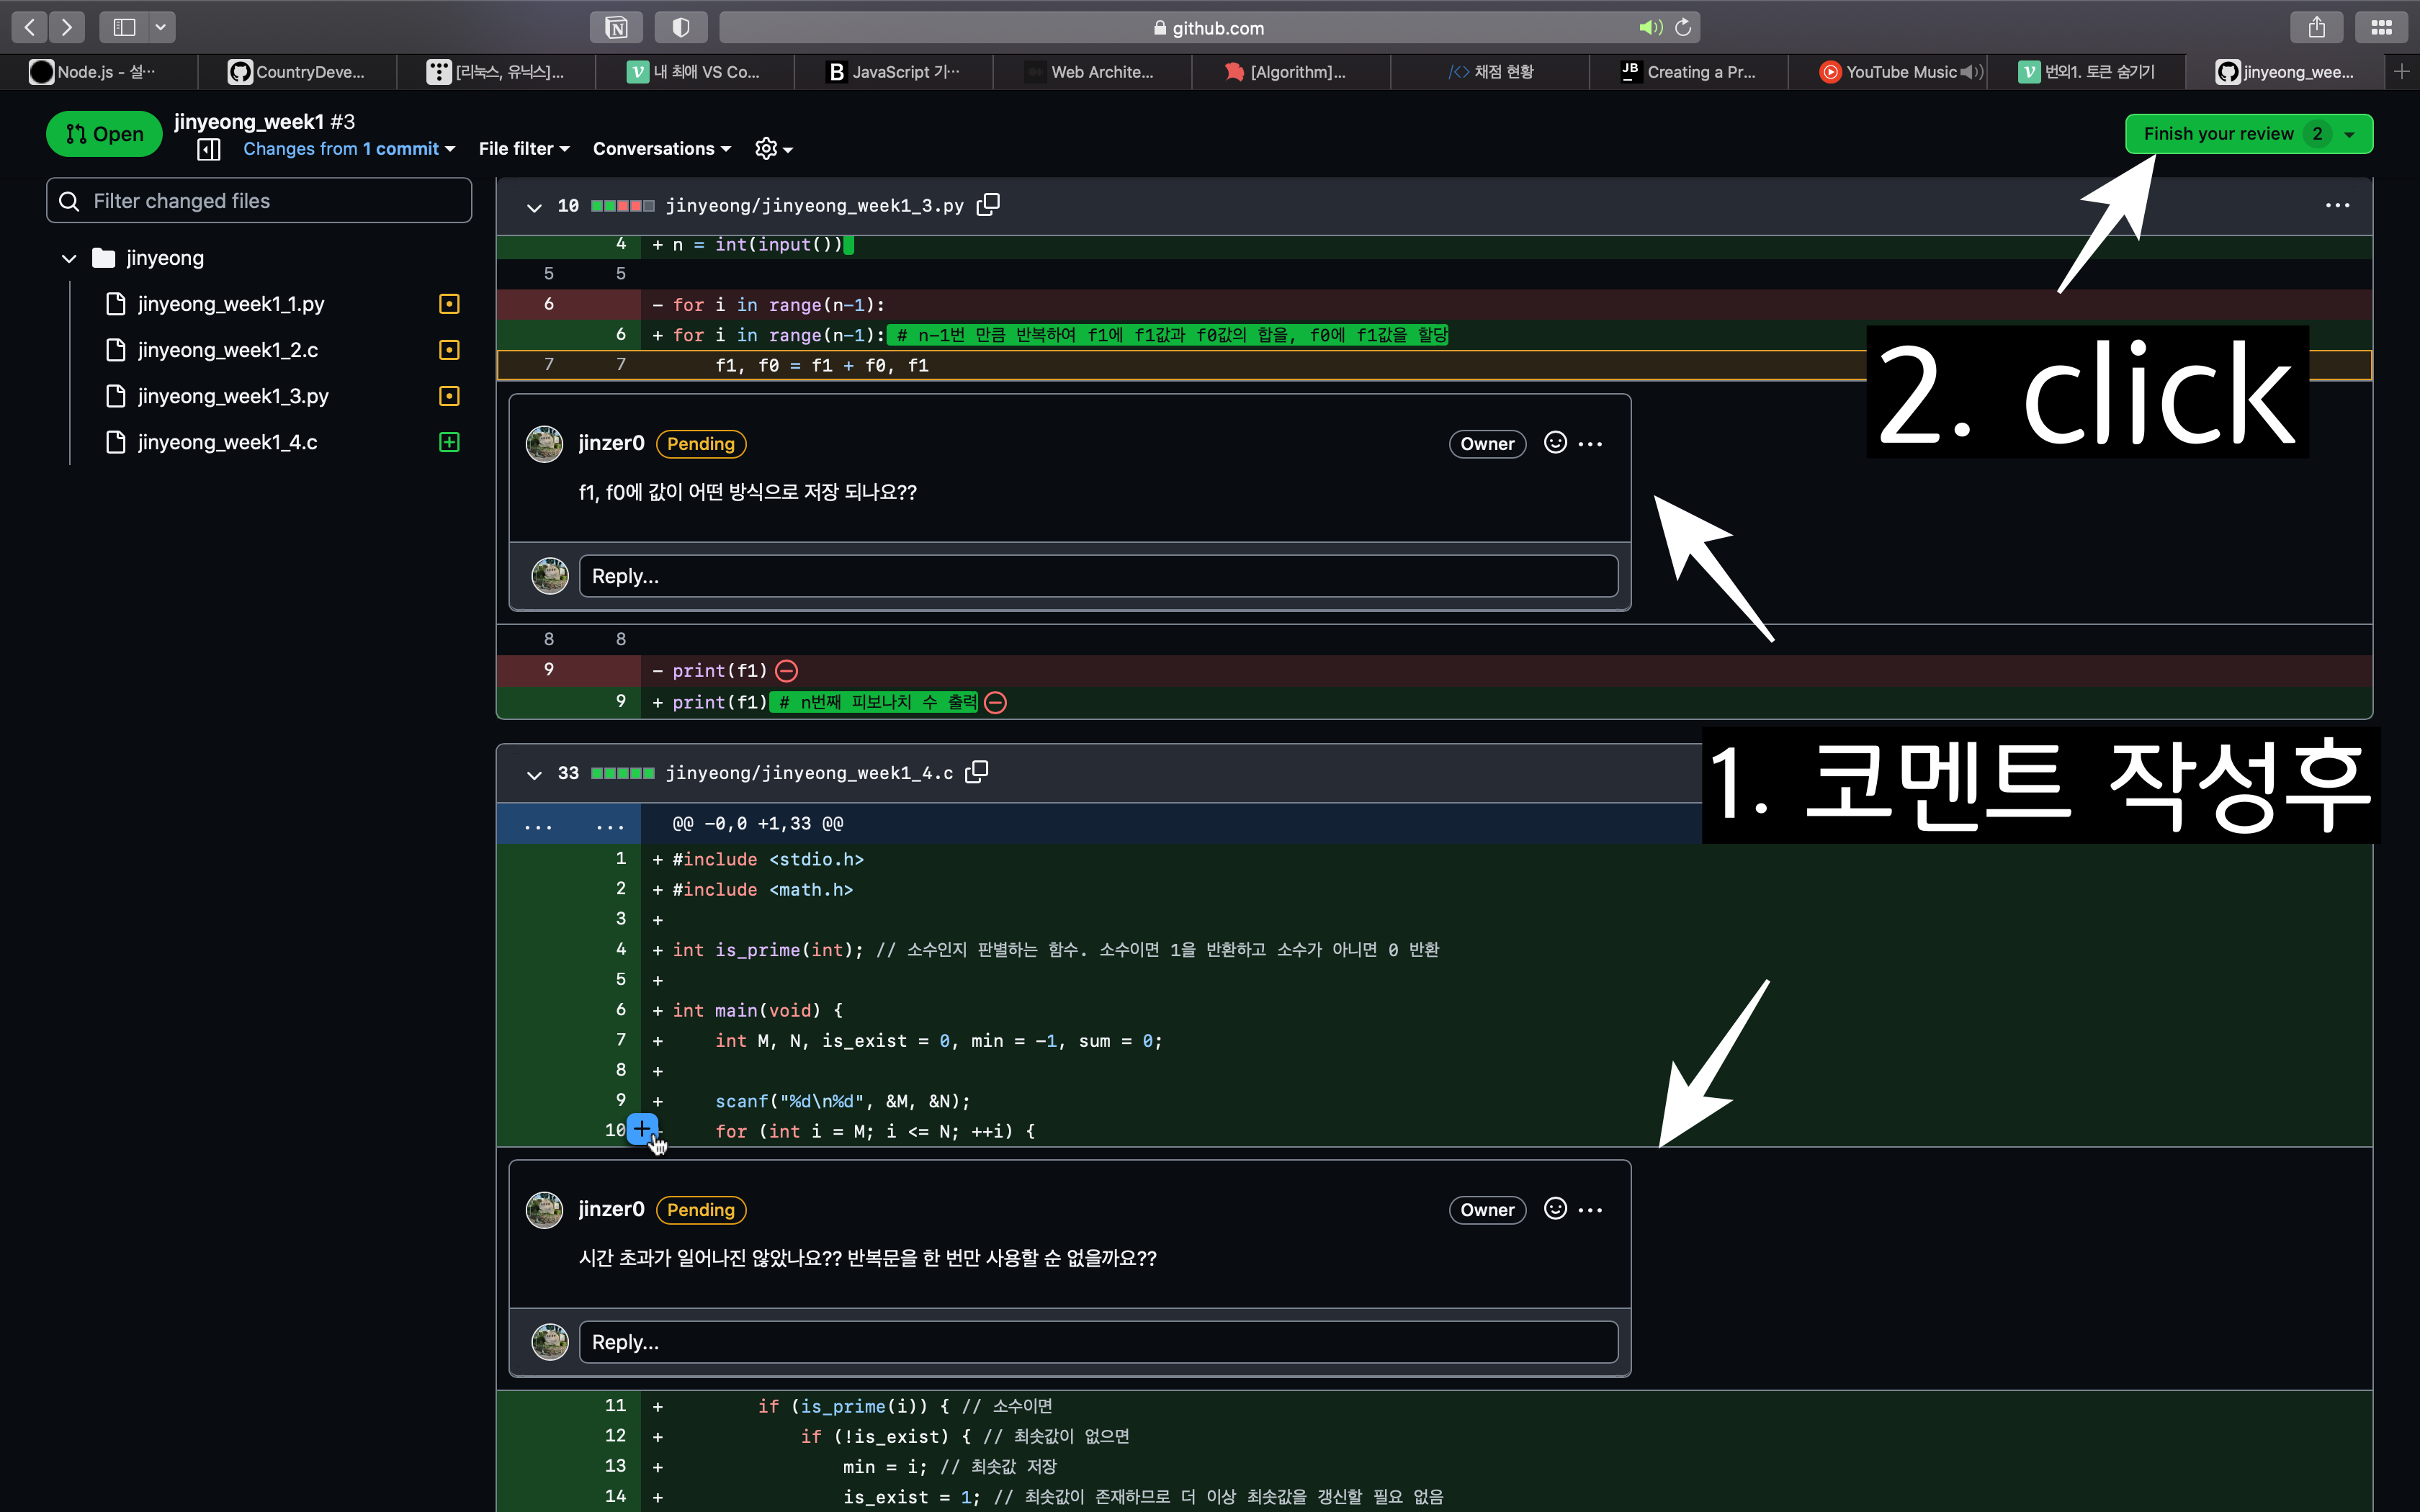 github.com
Node.js - 설…
CountryDeve...
[리눅스, 유닉스]...
내 최애 VS Co...
B JavaScript 기…
Web Archite...
[Algorithm]...
채점 현황
JB Creating a Pr...
YouTube Music
번외1. 토큰 숨기기
jinyeong_wee...
Open
jinyeong_week1 #3
Changes from 1 commit
File filter
Conversations
Finish your review 2
Filter changed files
jinyeong
jinyeong_week1_1.py
jinyeong_week1_2.c
jinyeong_week1_3.py
jinyeong_week1_4.c
10 jinyeong/jinyeong_week1_3.py
4 + n = int(input())
5 5
6 - for i in range(n-1):
6 + for i in range(n-1): # n-1번 만큼 반복하여 f1에 f1값과 f0값의 합을, f0에 f1값을 할당
7 7 f1, f0 = f1 + f0, f1
2. click
jinzer0 Pending Owner
f1, f0에 값이 어떤 방식으로 저장 되나요??
Reply...
8 8
9 - print(f1)
9 + print(f1) # n번째 피보나치 수 출력
1. 코멘트 작성후
33 jinyeong/jinyeong_week1_4.c
... ... @@ -0,0 +1,33 @@
1 + #include <stdio.h>
2 + #include <math.h>
3 +
4 + int is_prime(int); // 소수인지 판별하는 함수. 소수이면 1을 반환하고 소수가 아니면 0 반환
5 +
6 + int main(void) {
7 + int M, N, is_exist = 0, min = -1, sum = 0;
8 +
9 + scanf("%d\n%d", &M, &N);
10 + for (int i = M; i <= N; ++i) {
jinzer0 Pending Owner
시간 초과가 일어나진 않았나요?? 반복문을 한 번만 사용할 순 없을까요??
Reply...
11 + if (is_prime(i)) { // 소수이면
12 + if (!is_exist) { // 최솟값이 없으면
13 + min = i; // 최솟값 저장
14 + is_exist = 1; // 최솟값이 존재하므로 더 이상 최솟값을 갱신할 필요 없음